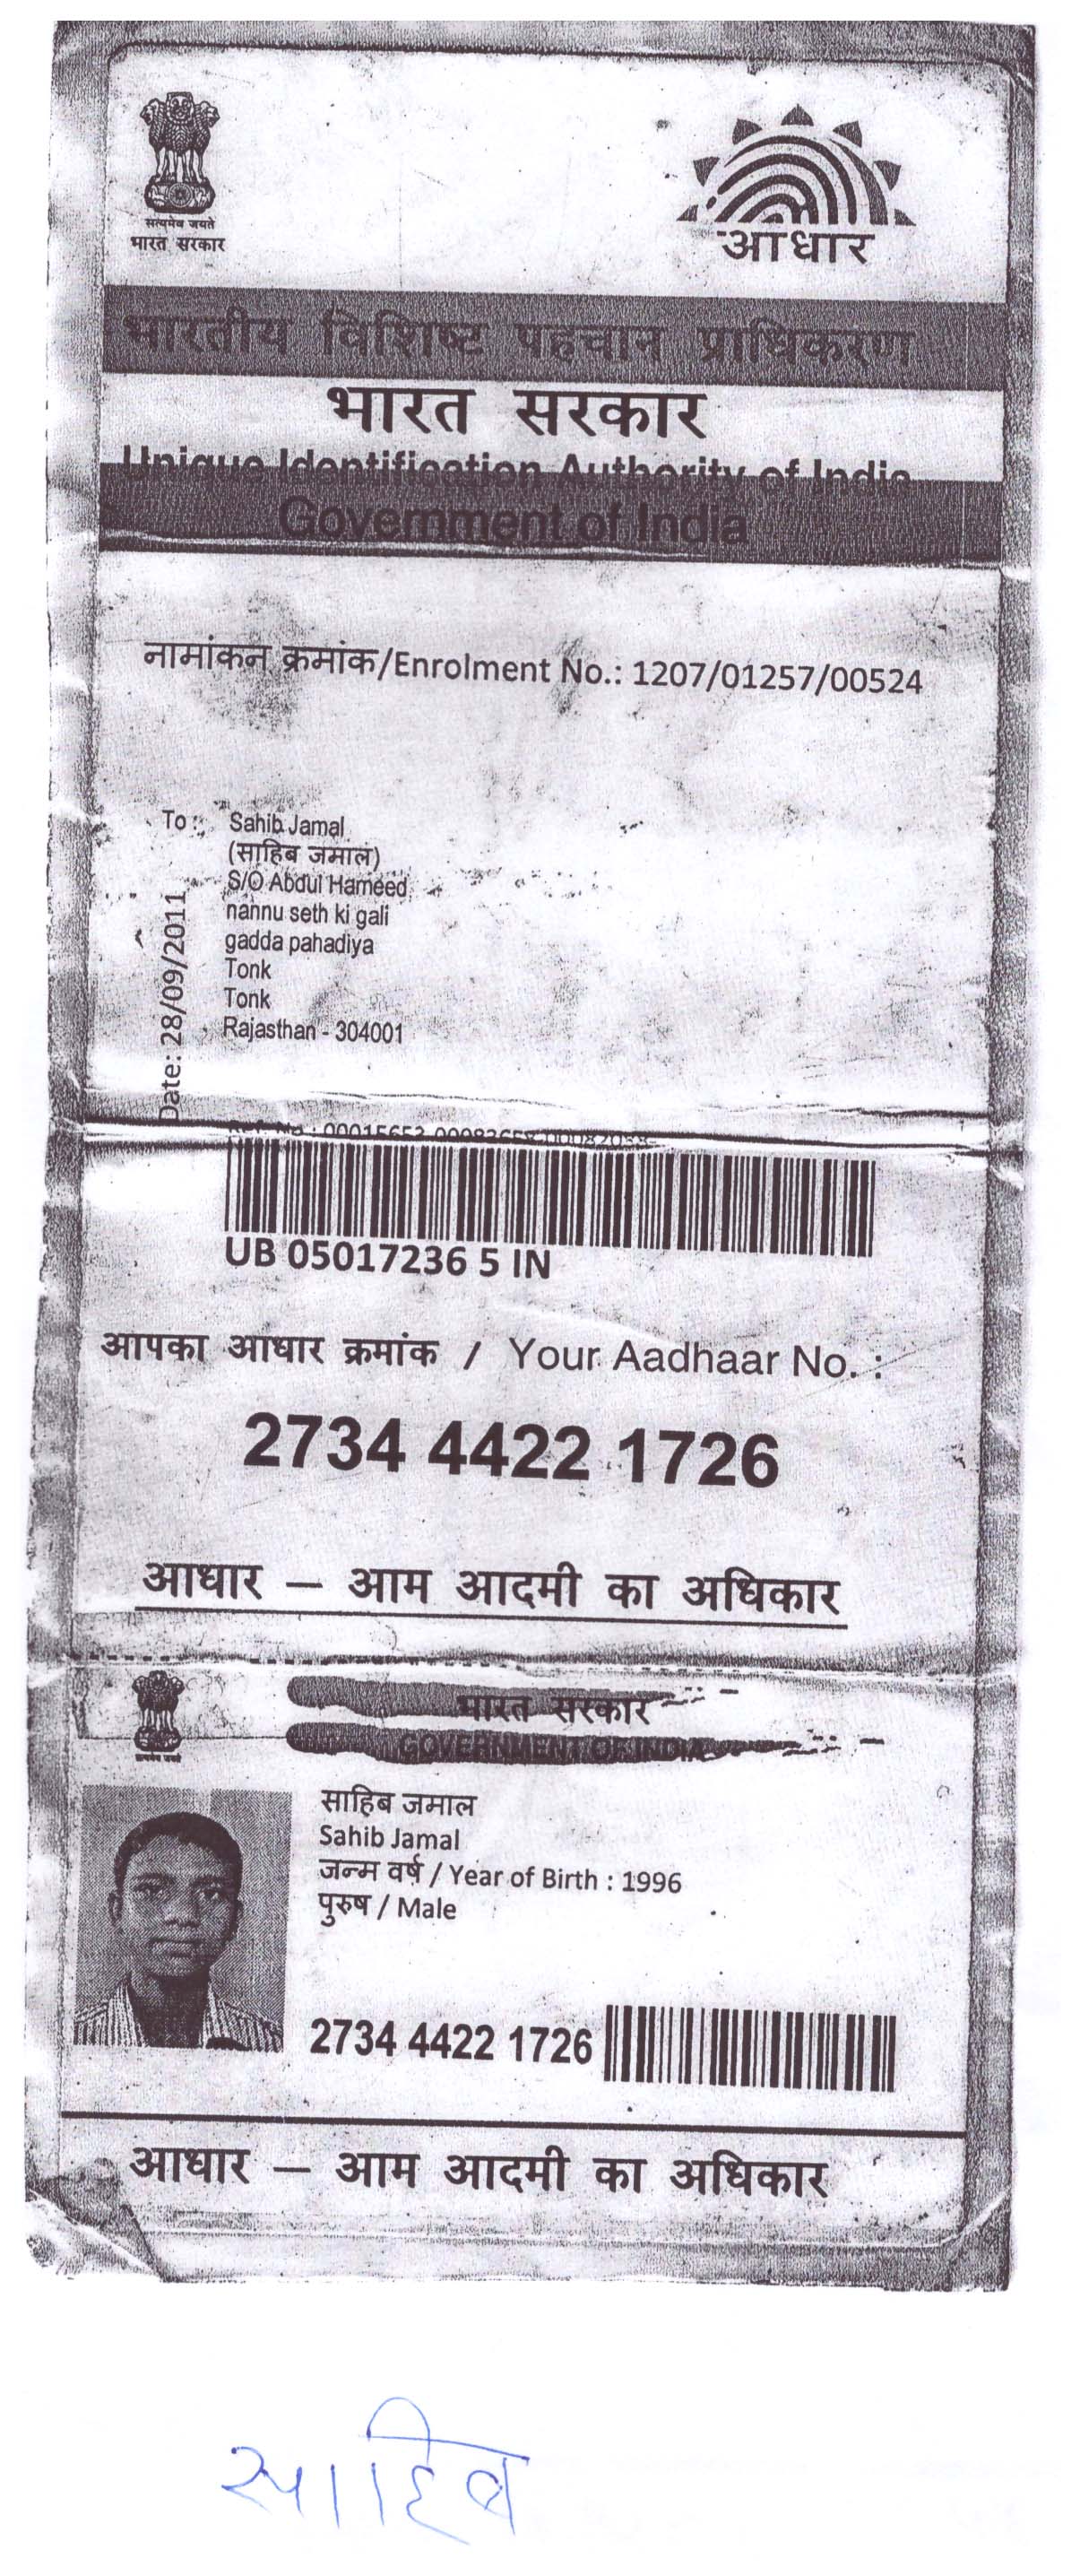 सत्यमेव जयते
भारत सरकार
आधार
भारतीय विशिष्ट पहचान प्राधिकरण
भारत सरकार
Unique Identification Authority of India
Government of India
नामांकन क्रमांक/Enrolment No.: 1207/01257/00524
To : Sahib Jamal
(साहिब जमाल)
S/O Abdul Hameed
nannu seth ki gali
gadda pahadiya
Tonk
Tonk
Rajasthan - 304001
Date: 28/09/2011
Ref No :
UB 05017236 5 IN
आपका आधार क्रमांक / Your Aadhaar No. :
2734 4422 1726
आधार – आम आदमी का अधिकार
भारत सरकार
GOVERNMENT OF INDIA
साहिब जमाल
Sahib Jamal
जन्म वर्ष / Year of Birth : 1996
पुरुष / Male
2734 4422 1726
आधार – आम आदमी का अधिकार
साहिब